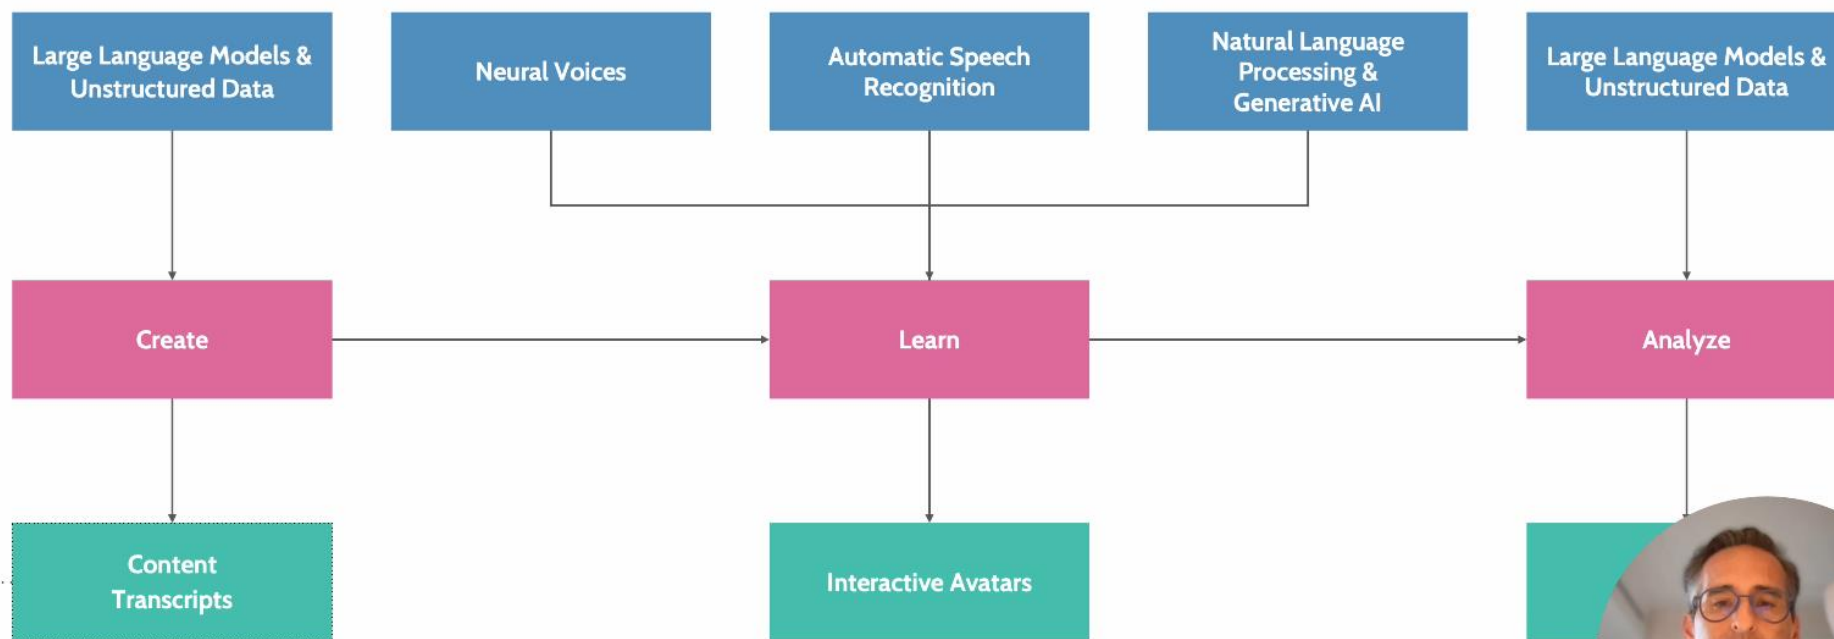 Large Language Models &
Unstructured Data
Neural Voices
Automatic Speech
Recognition
Natural Language
Processing &
Generative AI
Large Language Models &
Unstructured Data
Create
Learn
Analyze
Content
Transcripts
Interactive Avatars